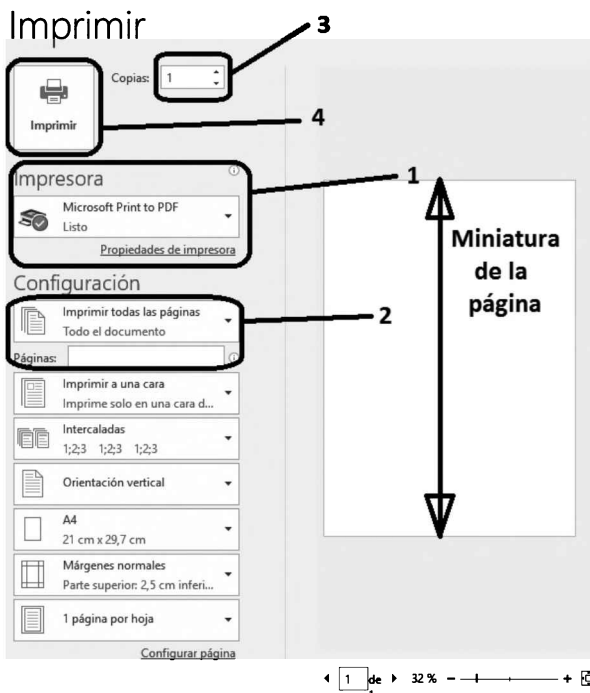 Imprimir
3
Copias: 1
Imprimir
4
Impresora
1
Microsoft Print to PDF
Listo
Propiedades de impresora
Miniatura
de la
página
Configuración
Imprimir todas las páginas
Todo el documento
2
Páginas:
Imprimir a una cara
Imprime solo en una cara d...
Intercaladas
1;2;3 1;2;3 1;2;3
Orientación vertical
A4
21 cm x 29,7 cm
Márgenes normales
Parte superior: 2,5 cm inferi...
1 página por hoja
Configurar página
1 de 32 %